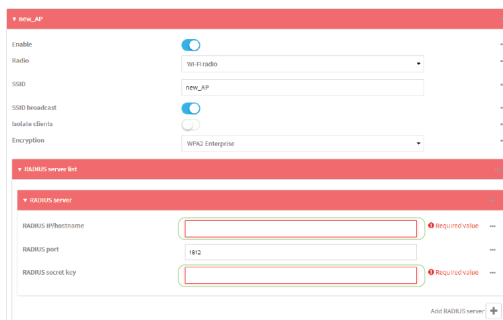 ▼ new_AP
Enable
Radio
Wi-Fi radio
SSID
new_AP
SSID broadcast
Isolate clients
Encryption
WPA2 Enterprise
▼ RADIUS server list
▼ RADIUS server
RADIUS IP/hostname
Required value
RADIUS port
1812
RADIUS secret key
Required value
Add RADIUS server